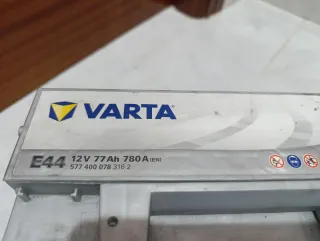 VARTA
E44 12V 77Ah 780A (EN)
577 400 078 316 2